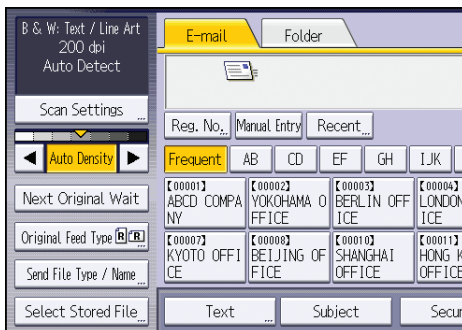 B & W: Text / Line Art
200 dpi
Auto Detect
Scan Settings
Auto Density
Next Original Wait
Original Feed Type R R
Send File Type / Name
Select Stored File
E-mail
Folder
Reg. No.
Manual Entry
Recent
Frequent
AB
CD
EF
GH
IJK
[00001]
ABCD COMPA
NY
[00002]
YOKOHAMA O
FFICE
[00003]
BERLIN OFF
ICE
[00004]
LONDON
ICE
[00007]
KYOTO OFFI
CE
[00008]
BEIJING OF
FICE
[00010]
SHANGHAI
OFFICE
[00011]
HONG K
OFFICE
Text
Subject
Secur